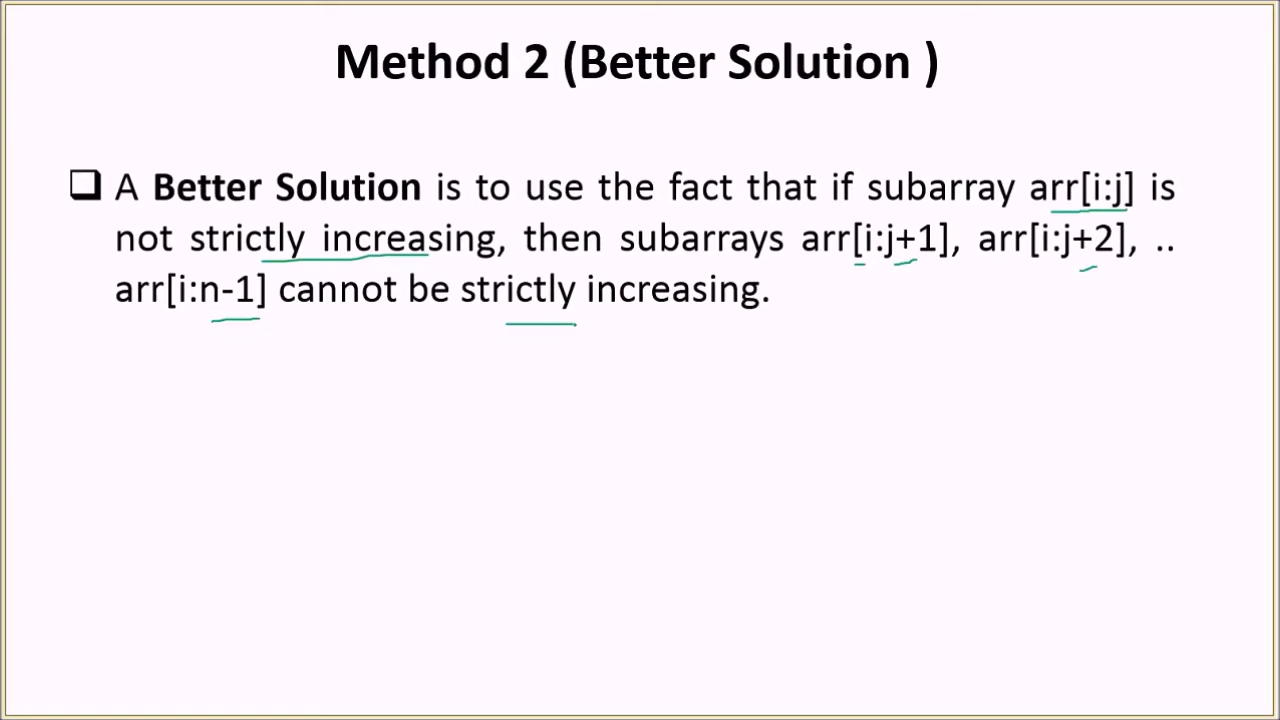 Method 2 (Better Solution )
A Better Solution is to use the fact that if subarray arr[i:j] is
not strictly increasing, then subarrays arr[i:j+1], arr[i:j+2], ..
arr[i:n-1] cannot be strictly increasing.